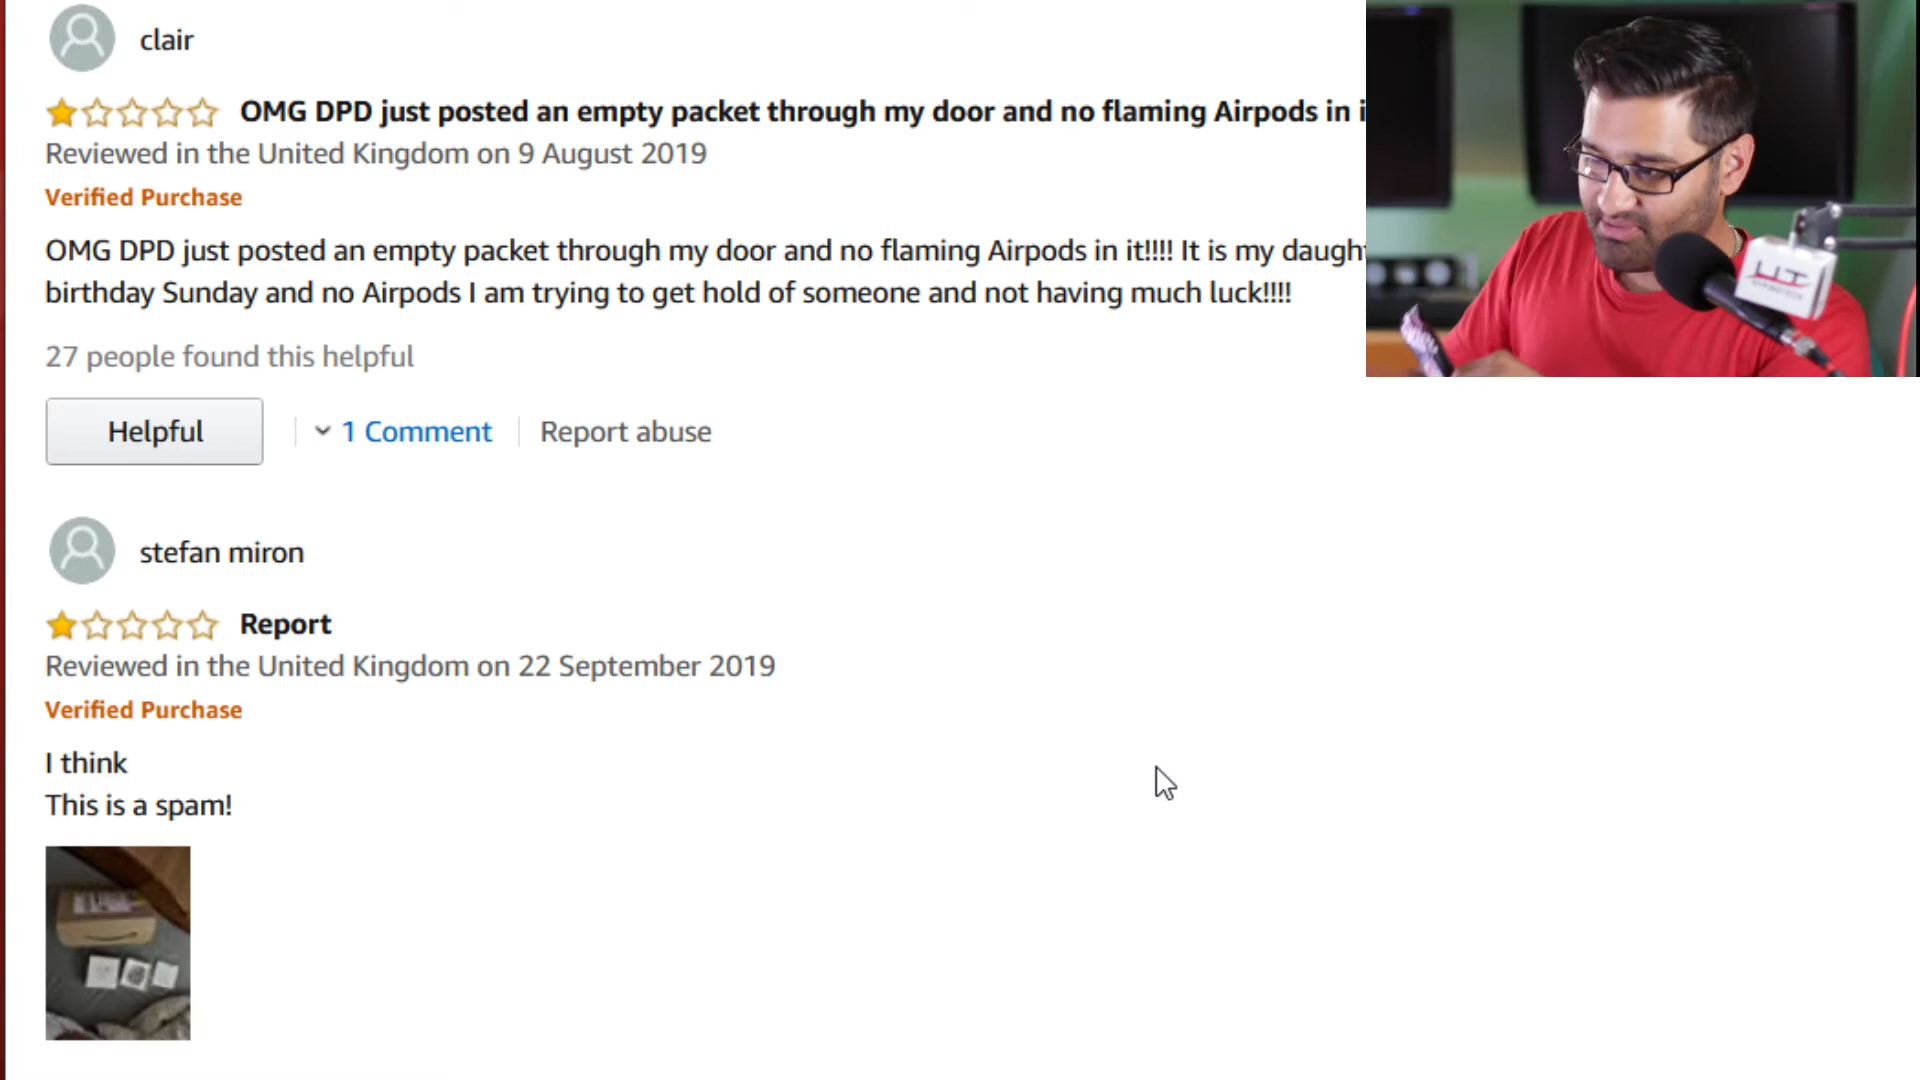 clair
OMG DPD just posted an empty packet through my door and no flaming Airpods in
Reviewed in the United Kingdom on 9 August 2019
Verified Purchase
OMG DPD just posted an empty packet through my door and no flaming Airpods in it!!!! It is my
birthday Sunday and no Airpods I am trying to get hold of someone and not having much luck!!!!
27 people found this helpful
Helpful
1 Comment
Report abuse
stefan miron
Report
Reviewed in the United Kingdom on 22 September 2019
Verified Purchase
I think
This is a spam!